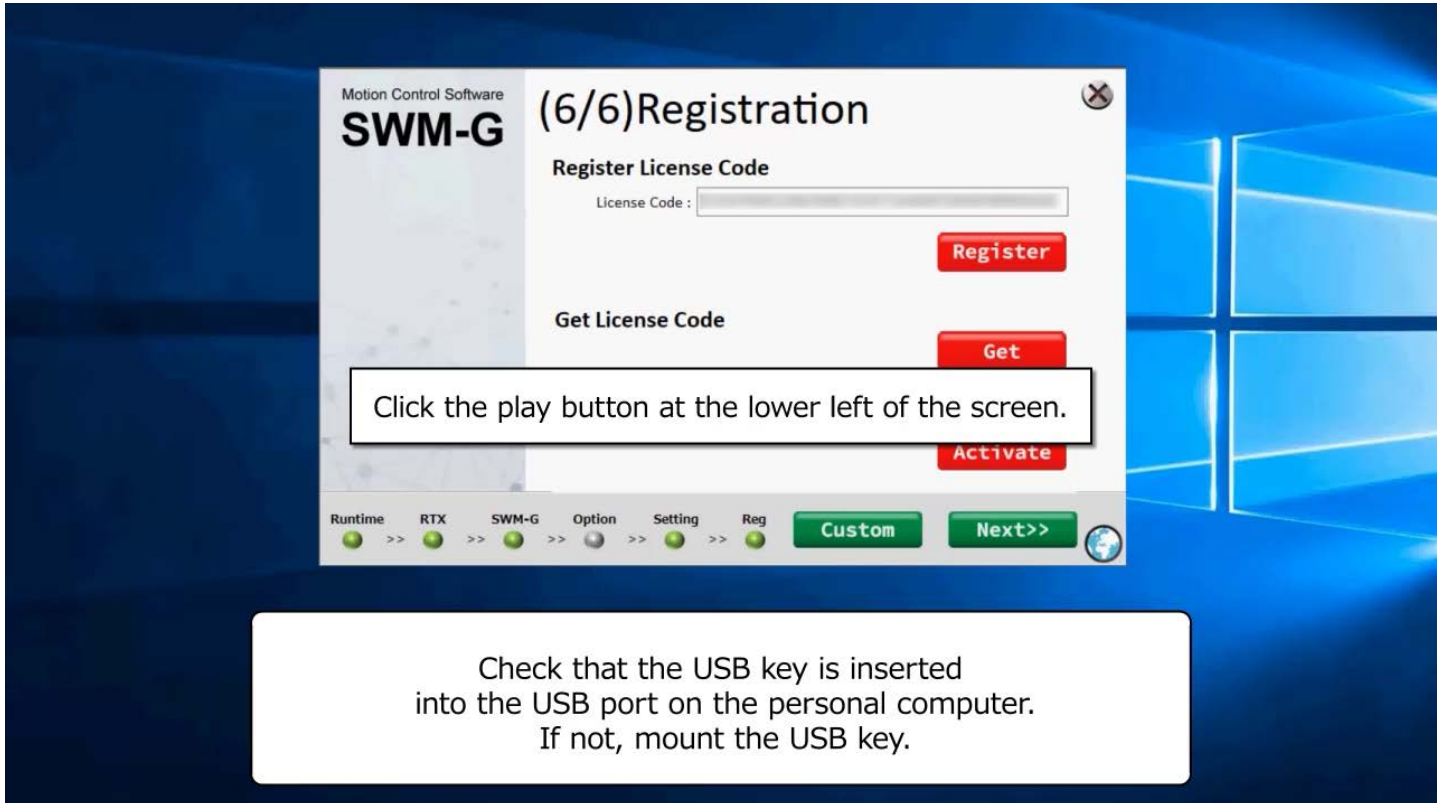 Motion Control Software
SWM-G
(6/6)Registration
Register License Code
License Code :
Register
Get License Code
Get
Click the play button at the lower left of the screen.
Activate
Runtime >> RTX >> SWM-G >> Option >> Setting >> Reg
Custom
Next>>
Check that the USB key is inserted
into the USB port on the personal computer.
If not, mount the USB key.